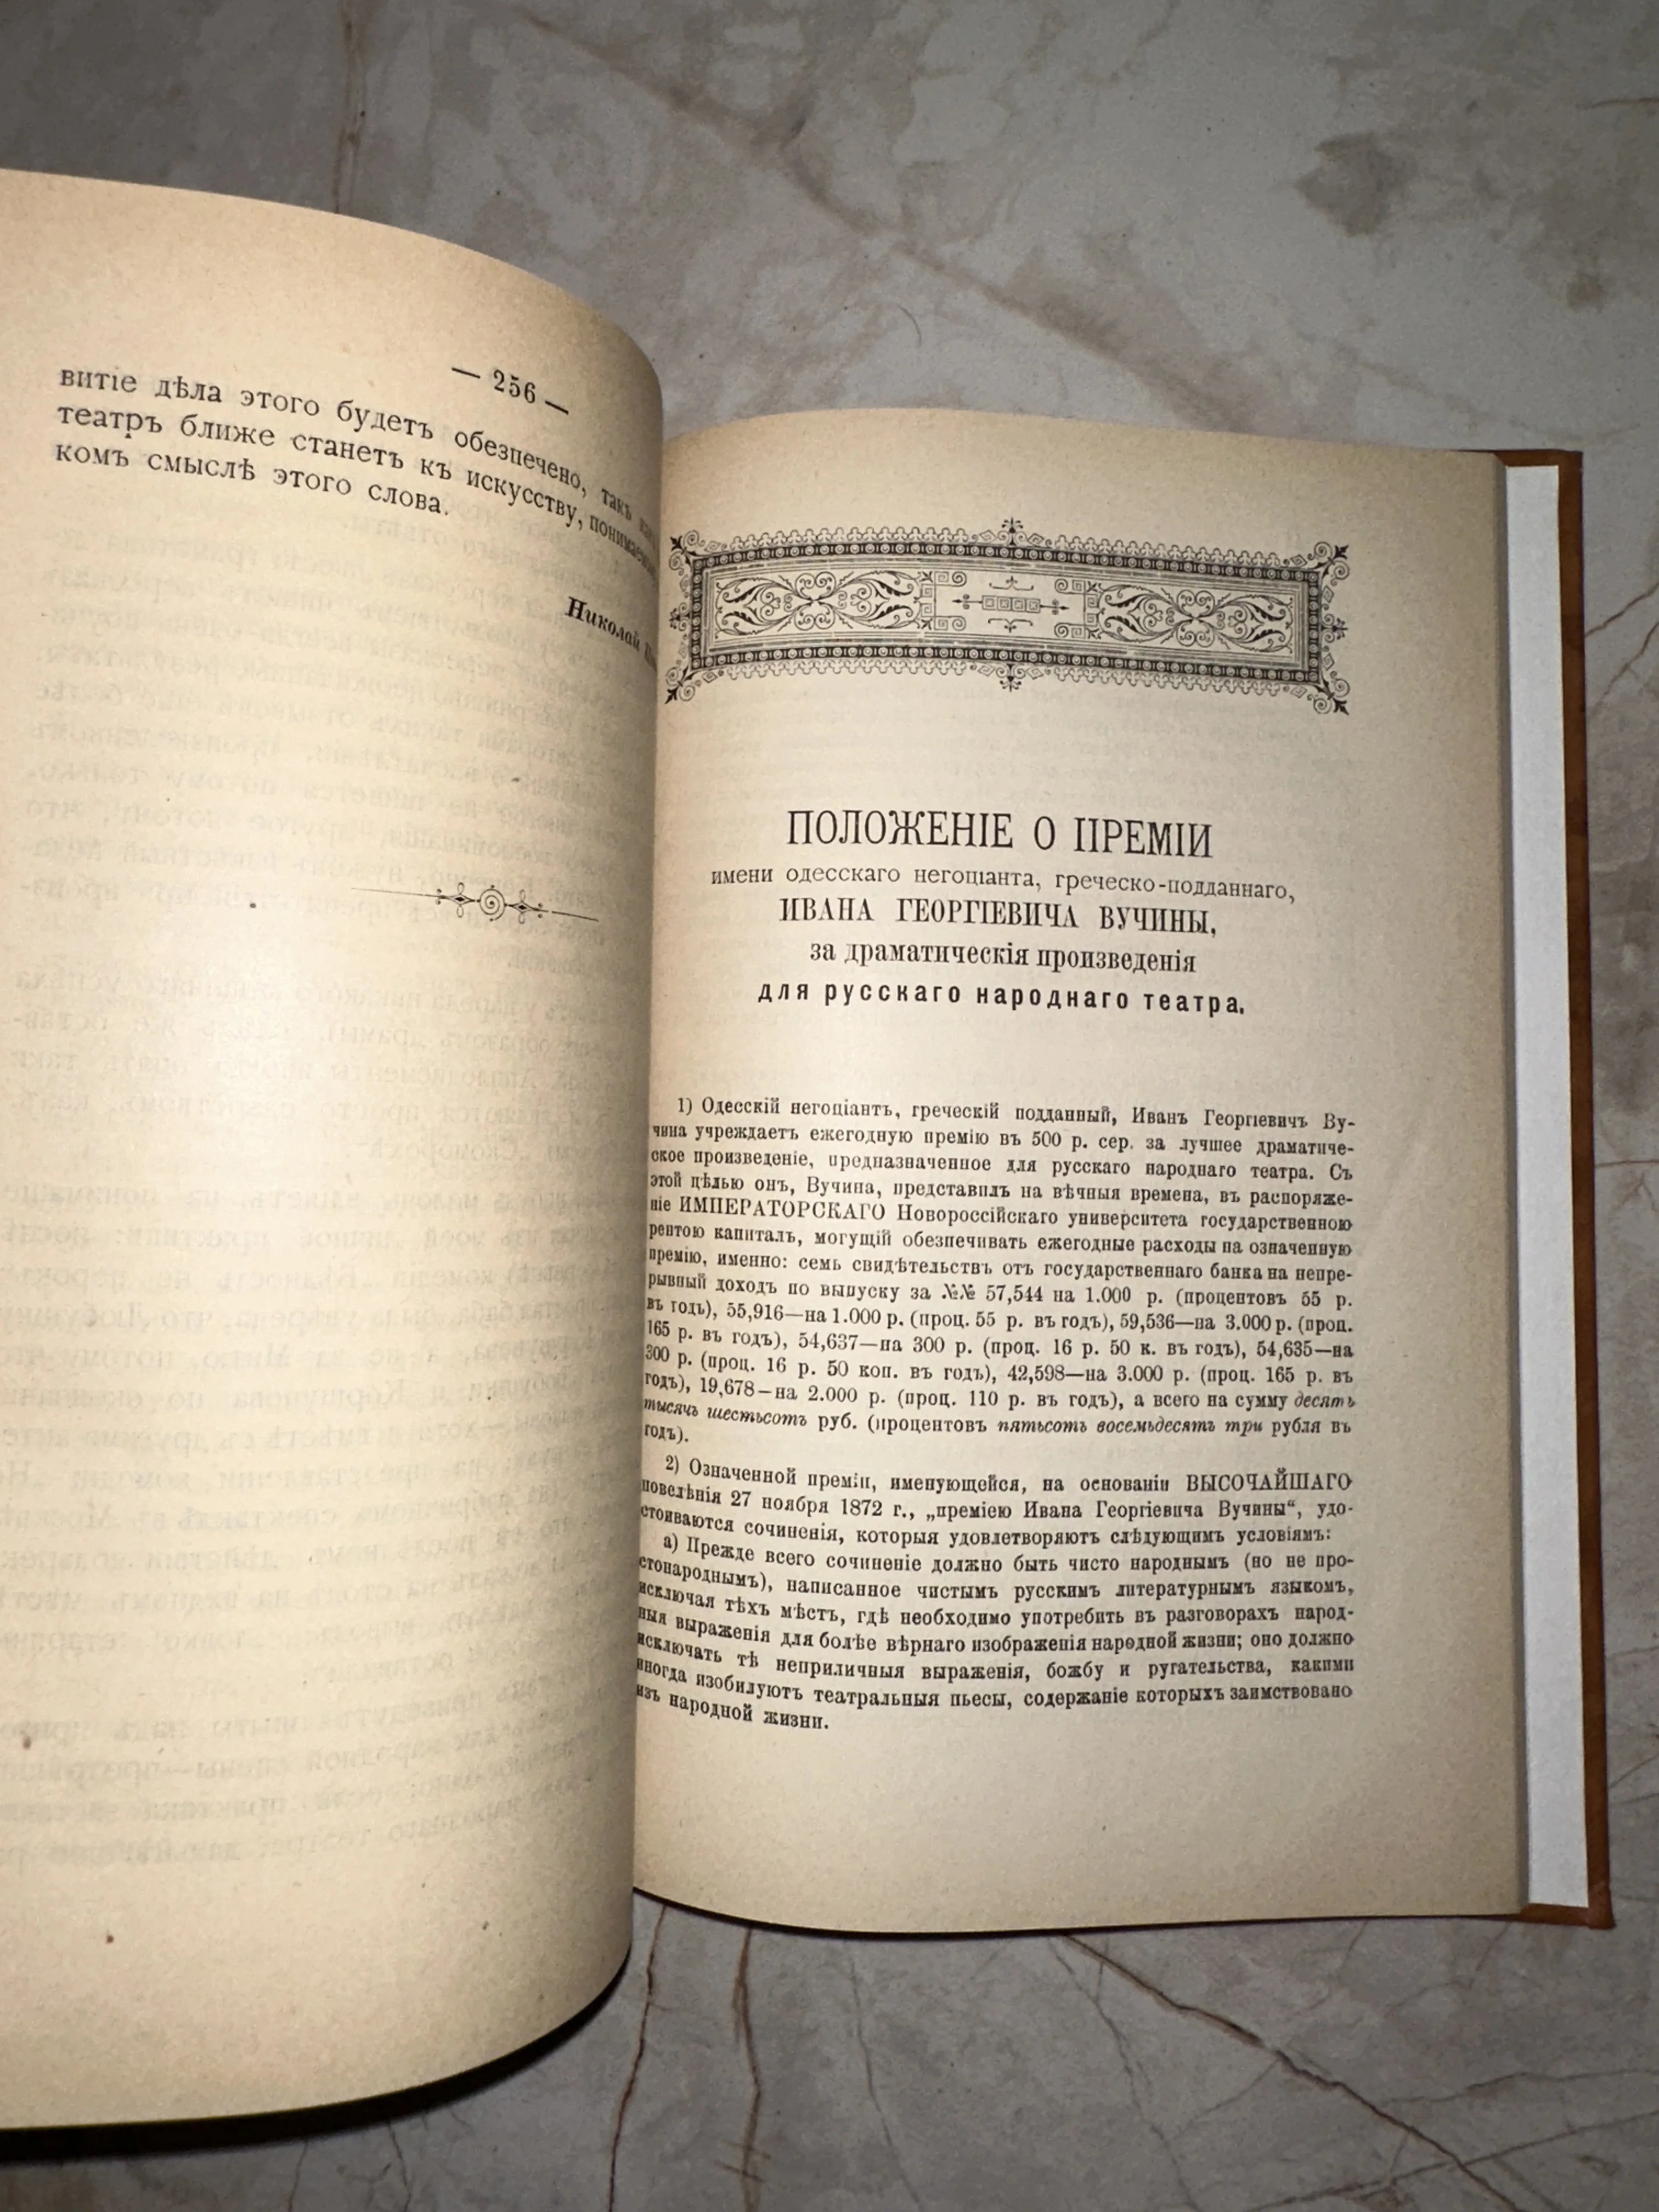 — 256 —
витіе дѣла этого будетъ обезпечено, такъ
театръ ближе станетъ къ искусству,
комъ смыслѣ этого слова.
Николай
ПОЛОЖЕНІЕ О ПРЕМІИ
имени одесскаго негоціанта, греческо-подданнаго,
ИВАНА ГЕОРГІЕВИЧА ВУЧИНЫ,
за драматическія произведенія
для русскаго народнаго театра.
1) Одесскій негоціантъ, греческій подданный, Иванъ Георгіевичъ Ву-
чина учреждаетъ ежегодную премію въ 500 р. сер. за лучшее драматиче-
ское произведеніе, предназначенное для русскаго народнаго театра. Съ
этой цѣлью онъ, Вучина, представилъ на вѣчныя времена, въ распоряже-
ніе ИМПЕРАТОРСКАГО Новороссійскаго университета государственною
рентою капиталъ, могущій обезпечивать ежегодные расходы на означенную
премію, именно: семь свидѣтельствъ отъ государственнаго банка на непре-
рывный доходъ по выпуску за №№ 57,544 на 1.000 р. (процентовъ 55 р.
въ годъ), 55,916—на 1.000 р. (проц. 55 р. въ годъ), 59,536—на 3.000 р. (проц.
165 р. въ годъ), 54,637—на 300 р. (проц. 16 р. 50 к. въ годъ), 54,635—на
300 р. (проц. 16 р. 50 коп. въ годъ), 42,598—на 3.000 р. (проц. 165 р. въ
годъ), 19,678—на 2.000 р. (проц. 110 р. въ годъ), а всего на сумму десять
тысячъ шестьсотъ руб. (процентовъ пятьсотъ восемьдесятъ три рубля въ
годъ).
2) Означенной преміи, именующейся, на основаніи ВЫСОЧАЙШАГО
повелѣнія 27 ноября 1872 г., „преміею Ивана Георгіевича Вучины“, удо-
стоиваются сочиненія, которыя удовлетворяютъ слѣдующимъ условіямъ:
а) Прежде всего сочиненіе должно быть чисто народнымъ (но не про-
стонароднымъ), написанное чистымъ русскимъ литературнымъ языкомъ,
исключая тѣхъ мѣстъ, гдѣ необходимо употребить въ разговорахъ народ-
ныя выраженія для болѣе вѣрнаго изображенія народной жизни; оно должно
исключать тѣ неприличныя выраженія, божбу и ругательства, какими
иногда изобилуютъ театральныя пьесы, содержаніе которыхъ заимствовано
изъ народной жизни.